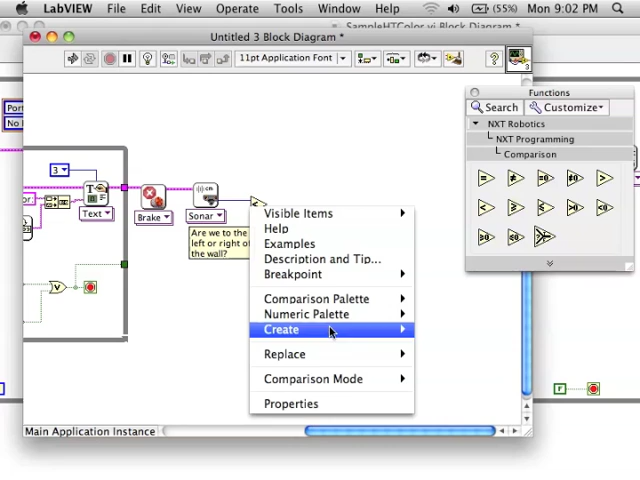 LabVIEW File Edit View Operate Tools Window Help (55%) Mon 9:02 PM
SampleHTColor.vi Block Diagram *
Untitled 3 Block Diagram *
11pt Application Font
3
Functions
Search Customize
NXT Robotics
NXT Programming
Comparison
Port
No
3
Text
Brake
Sonar
Are we to the
left or right of
the wall?
Visible Items
Help
Examples
Description and Tip...
Breakpoint
Comparison Palette
Numeric Palette
Create
Replace
Comparison Mode
Properties
F
Main Application Instance